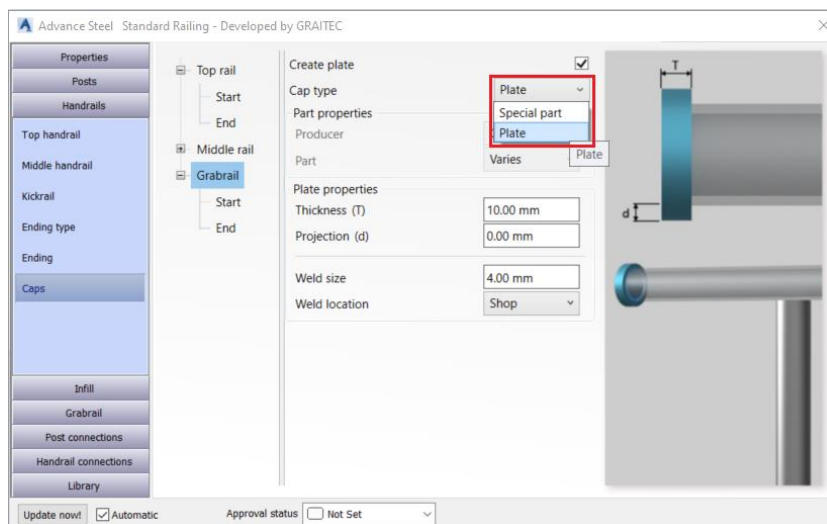 Advance Steel Standard Railing - Developed by GRAITEC
Properties
Posts
Handrails
Top handrail
Middle handrail
Kickrail
Ending type
Ending
Caps
Infill
Grabrail
Post connections
Handrail connections
Library
Top rail
Start
End
Middle rail
Grabrail
Start
End
Create plate
Cap type Plate
Special part
Plate
Part properties
Producer
Plate
Part Varies
Plate properties
Thickness (T) 10.00 mm
Projection (d) 0.00 mm
Weld size 4.00 mm
Weld location Shop
T
d
Update now! Automatic Approval status Not Set